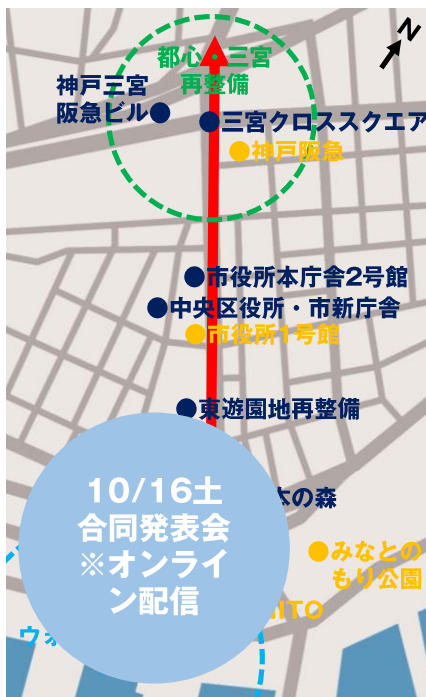 N
都心・三宮
再整備
神戸三宮
阪急ビル●
●三宮クロススクエア
●神戸阪急
●市役所本庁舎2号館
●中央区役所・市新庁舎
●市役所1号館
●東遊園地再整備
10/16土
合同発表会
※オンライ
ン配信
木の森
●みなとの
もり公園
ITO
ウォ